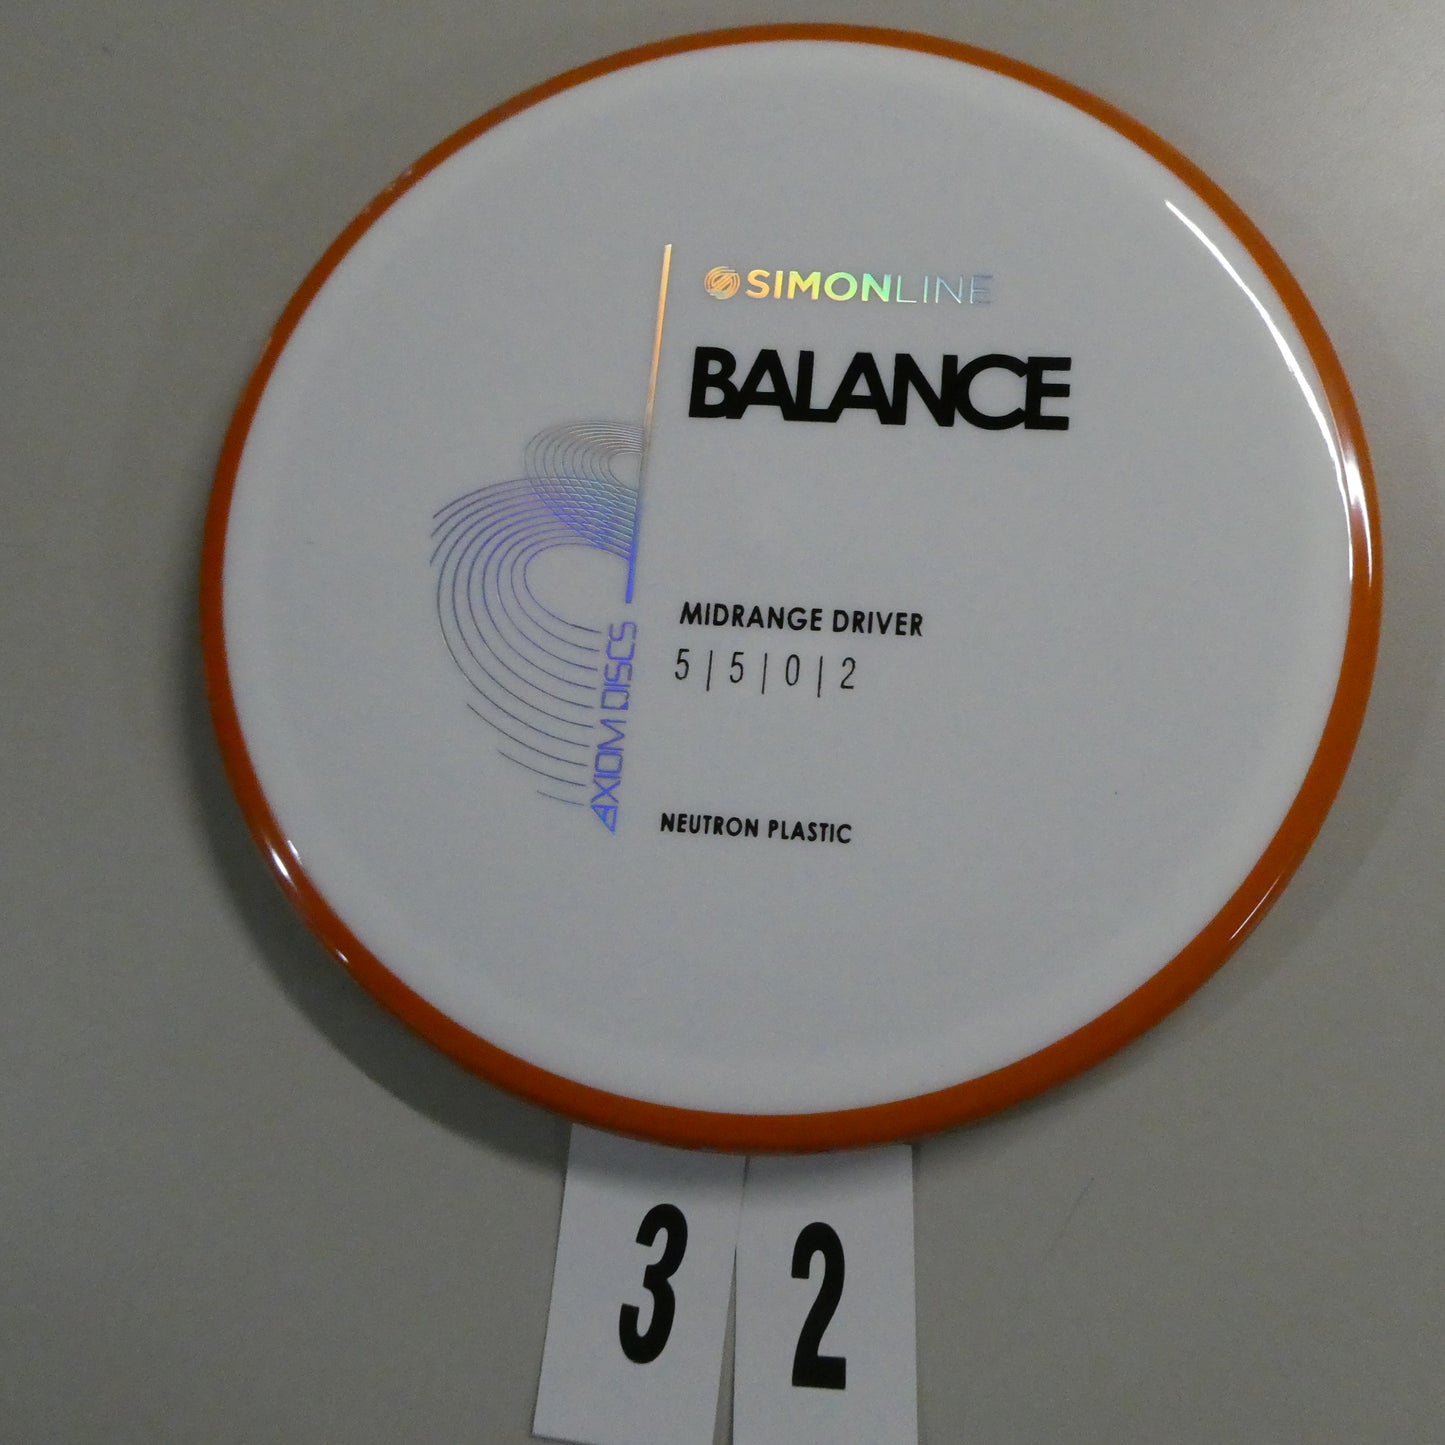 SIMONLINE
BALANCE
MIDRANGE DRIVER
5 | 5 | 0 | 2
AXIOM DISCS
NEUTRON PLASTIC
3 2